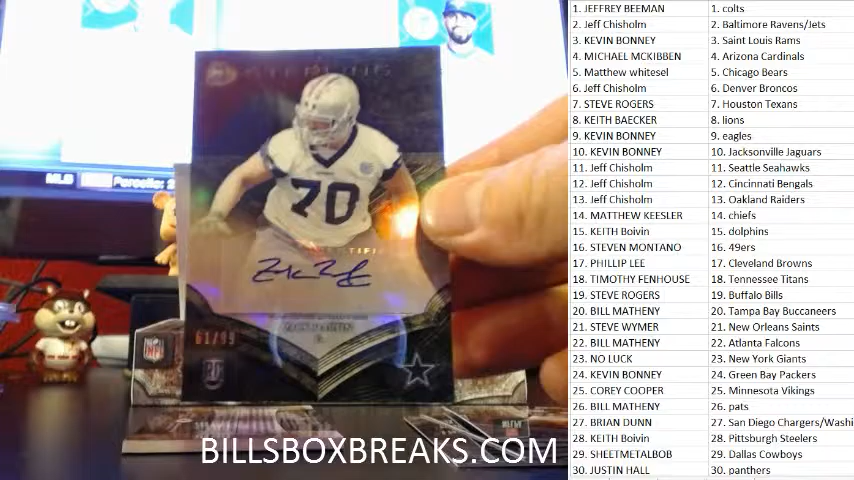 STERLING
70
61/99
RC
NFL
MLB
BILLSBOXBREAKS.COM
1. JEFFREY BEEMAN
2. Jeff Chisholm
3. KEVIN BONNEY
4. MICHAEL MCKIBBEN
5. Matthew whitesel
6. Jeff Chisholm
7. STEVE ROGERS
8. KEITH BAECKER
9. KEVIN BONNEY
10. KEVIN BONNEY
11. Jeff Chisholm
12. Jeff Chisholm
13. Jeff Chisholm
14. MATTHEW KEESLER
15. KEITH Boivin
16. STEVEN MONTANO
17. PHILLIP LEE
18. TIMOTHY FENHOUSE
19. STEVE ROGERS
20. BILL MATHENY
21. STEVE WYMER
22. BILL MATHENY
23. NO LUCK
24. KEVIN BONNEY
25. COREY COOPER
26. BILL MATHENY
27. BRIAN DUNN
28. KEITH Boivin
29. SHEETMETALBOB
30. JUSTIN HALL
1. colts
2. Baltimore Ravens/Jets
3. Saint Louis Rams
4. Arizona Cardinals
5. Chicago Bears
6. Denver Broncos
7. Houston Texans
8. lions
9. eagles
10. Jacksonville Jaguars
11. Seattle Seahawks
12. Cincinnati Bengals
13. Oakland Raiders
14. chiefs
15. dolphins
16. 49ers
17. Cleveland Browns
18. Tennessee Titans
19. Buffalo Bills
20. Tampa Bay Buccaneers
21. New Orleans Saints
22. Atlanta Falcons
23. New York Giants
24. Green Bay Packers
25. Minnesota Vikings
26. pats
27. San Diego Chargers/Washi
28. Pittsburgh Steelers
29. Dallas Cowboys
30. panthers